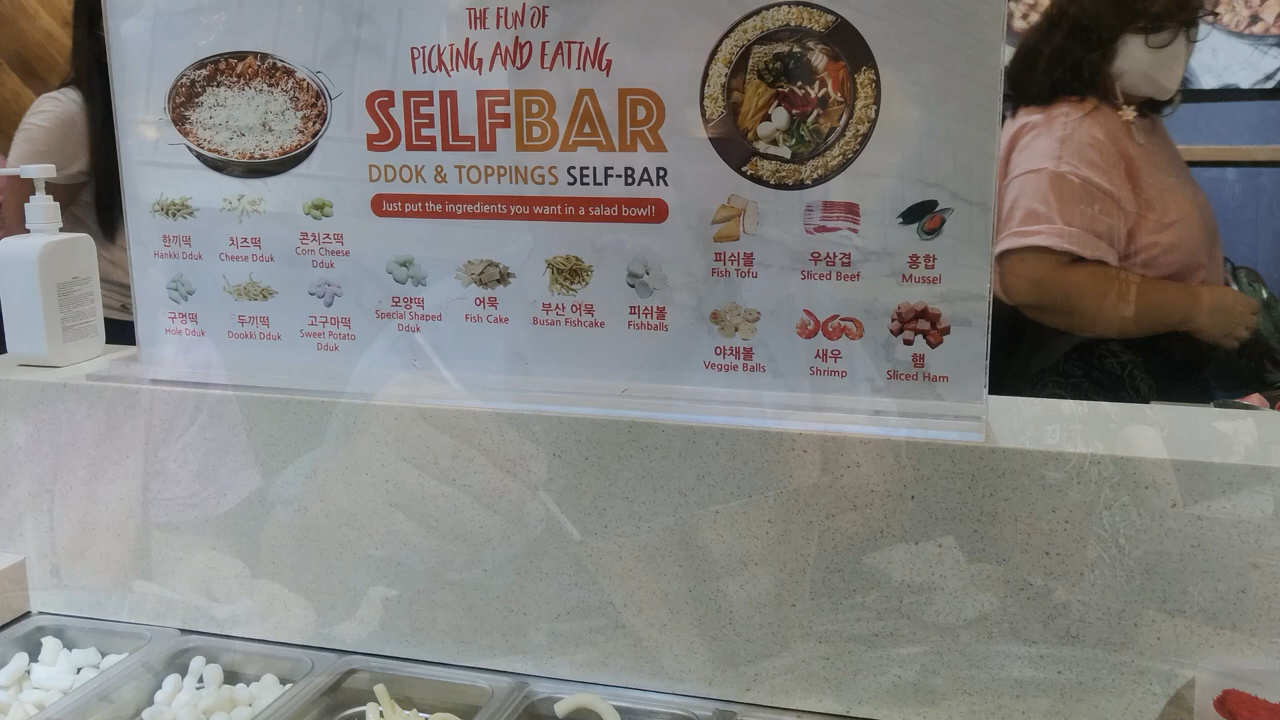 THE FUN OF
PICKING AND EATING
SELFBAR
DDOK & TOPPINGS SELF-BAR
Just put the ingredients you want in a salad bowl!
한끼떡
Hankki Dduk
치즈떡
Cheese Dduk
콘치즈떡
Corn Cheese
Dduk
구멍떡
Hole Dduk
두끼떡
Dookki Dduk
고구마떡
Sweet Potato
Dduk
모양떡
Special Shaped
Dduk
어묵
Fish Cake
부산 어묵
Busan Fishcake
피쉬볼
Fishballs
피쉬볼
Fish Tofu
우삼겹
Sliced Beef
홍합
Mussel
야채볼
Veggie Balls
새우
Shrimp
햄
Sliced Ham